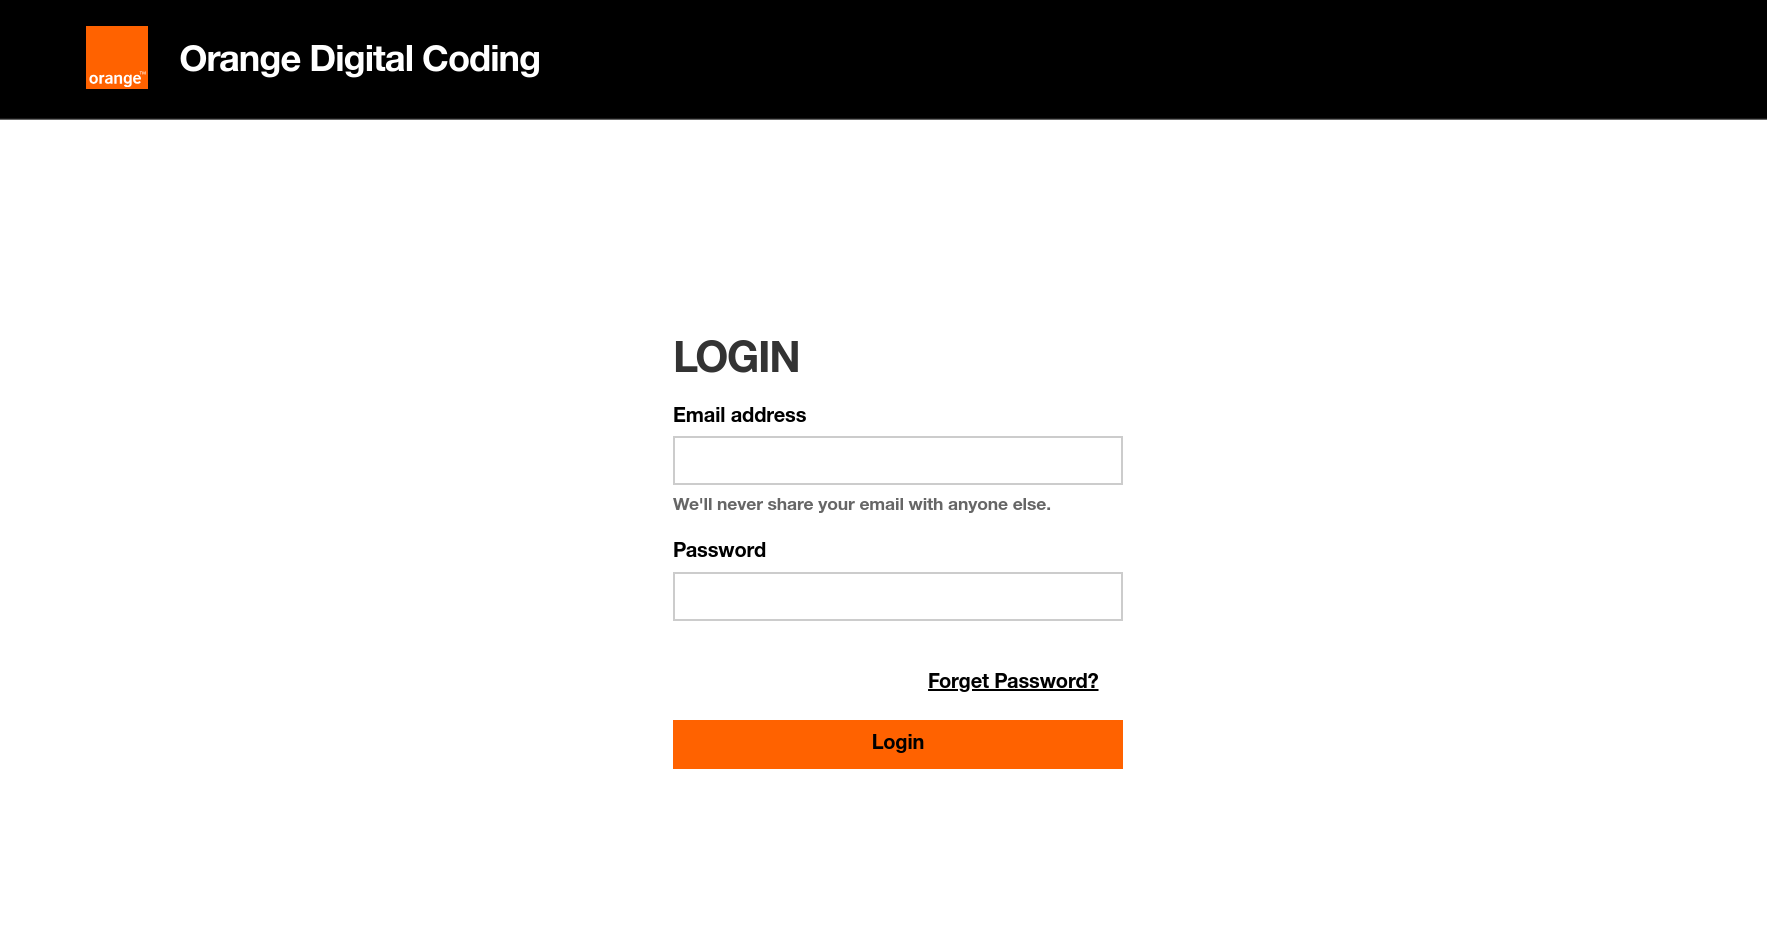 orange™
Orange Digital Coding
LOGIN
Email address
We'll never share your email with anyone else.
Password
Forget Password?
Login